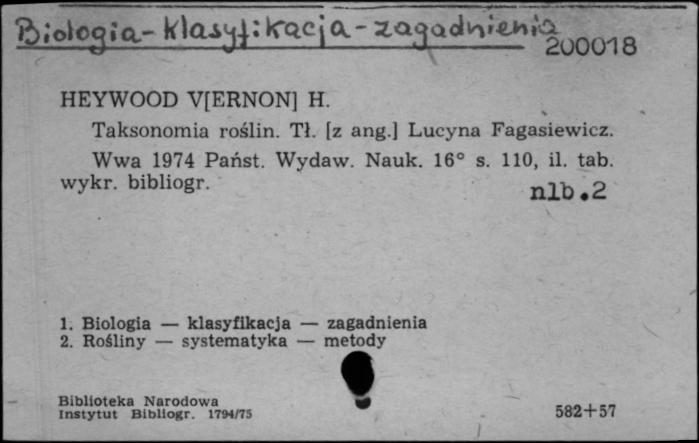 Biologia - klasyfikacja - zagadnienia
200018
HEYWOOD V[ERNON] H.
Taksonomia roślin. Tł. [z ang.] Lucyna Fagasiewicz.
Wwa 1974 Państ. Wydaw. Nauk. 16° s. 110, il. tab.
wykr. bibliogr.
nlb.2
1. Biologia — klasyfikacja — zagadnienia
2. Rośliny — systematyka — metody
Biblioteka Narodowa
Instytut Bibliogr. 1794/75
582+57